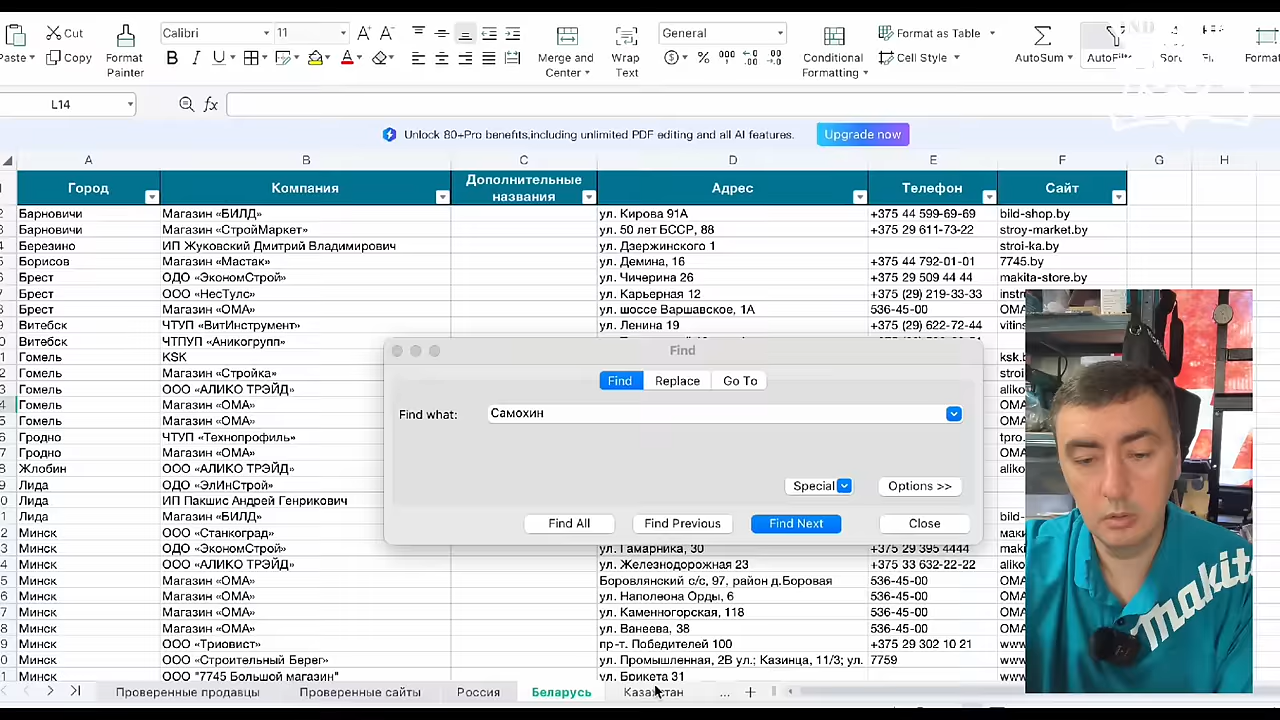 Cut
Calibri
11
General
Format as Table
Paste
Copy
Format
Painter
B I U A
Merge and
Center
Wrap
Text
%
Conditional
Formatting
Cell Style
AutoSum
L14
fx
Unlock 80+Pro benefits,including unlimited PDF editing and all AI features.
Upgrade now
A B C D E F G H
Город Компания Дополнительные названия Адрес Телефон Сайт
Барновичи Магазин «БИЛД» ул. Кирова 91А +375 44 599-69-69 bild-shop.by
Барновичи Магазин «СтройМаркет» ул. 50 лет БССР, 88 +375 29 611-73-22 stroy-market.by
Березино ИП Жуковский Дмитрий Владимирович ул. Дзержинского 1 stroi-ka.by
Борисов Магазин «Мастак» ул. Демина, 16 +375 44 792-01-01 7745.by
Брест ОДО «ЭкономСтрой» ул. Чичерина 26 +375 29 509 44 44 makita-store.by
Брест ООО «НесТулс» ул. Карьерная 12 +375 (29) 219-33-33
Брест Магазин «ОМА» ул. шоссе Варшавское, 1А 536-45-00
Витебск ЧТУП «ВитИнструмент» ул. Ленина 19 +375 (29) 622-72-44
Витебск ЧТПУП «Аникогрупп»
Гомель KSK
Гомель Магазин «Стройка»
Гомель ООО «АЛИКО ТРЭЙД»
Гомель Магазин «ОМА»
Гомель Магазин «ОМА»
Гродно ЧТУП «Технопрофиль»
Гродно Магазин «ОМА»
Жлобин ООО «АЛИКО ТРЭЙД»
Лида ОДО «ЭлИнСтрой»
Лида ИП Пакшис Андрей Генрикович
Лида Магазин «БИЛД»
Минск ООО «Станкоград»
Минск ОДО «ЭкономСтрой» ул. Гамарника, 30 +375 29 395 4444
Минск ООО «АЛИКО ТРЭЙД» ул. Железнодорожная 23 +375 33 632-22-22
Минск Магазин «ОМА» Боровлянский с/с, 97, район д.Боровая 536-45-00
Минск Магазин «ОМА» ул. Наполеона Орды, 6 536-45-00
Минск Магазин «ОМА» ул. Каменногорская, 118 536-45-00
Минск Магазин «ОМА» ул. Ванеева, 38 536-45-00
Минск ООО «Триовист» пр-т. Победителей 100 +375 29 302 10 21
Минск ООО «Строительный Берег» ул. Промышленная, 2В ул.; Казинца, 11/3; ул. 7759
Минск ООО "7745 Большой магазин" ул. Брикета 31
Find
Find Replace Go To
Find what: Самохин
Special
Options >>
Find All Find Previous Find Next Close
makita
Проверенные продавцы Проверенные сайты Россия Беларусь Казахстан ... +